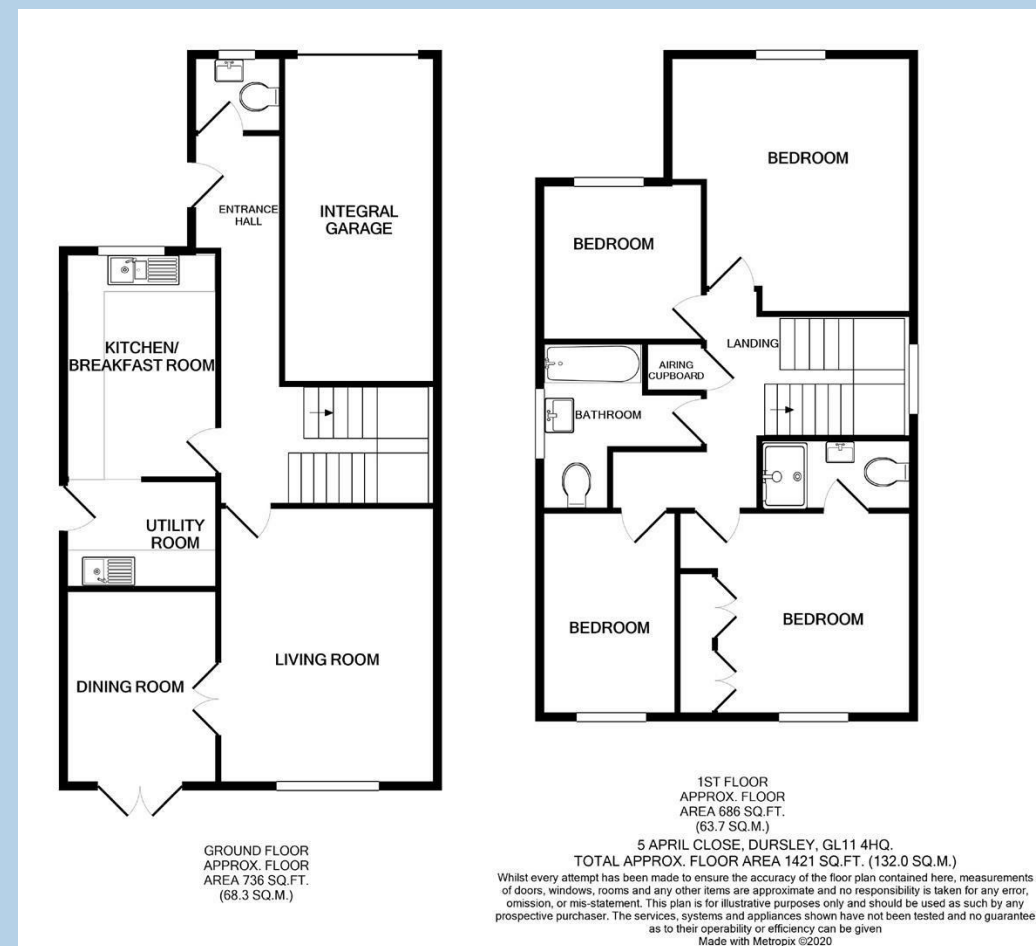 ENTRANCE
HALL
INTEGRAL
GARAGE
KITCHEN/
BREAKFAST ROOM
UTILITY
ROOM
DINING ROOM
LIVING ROOM
GROUND FLOOR
APPROX. FLOOR
AREA 736 SQ.FT.
(68.3 SQ.M.)
BEDROOM
BEDROOM
LANDING
AIRING
CUPBOARD
BATHROOM
BEDROOM
BEDROOM
1ST FLOOR
APPROX. FLOOR
AREA 686 SQ.FT.
(63.7 SQ.M.)
5 APRIL CLOSE, DURSLEY, GL11 4HQ.
TOTAL APPROX. FLOOR AREA 1421 SQ.FT. (132.0 SQ.M.)
Whilst every attempt has been made to ensure the accuracy of the floor plan contained here, measurements
of doors, windows, rooms and any other items are approximate and no responsibility is taken for any error,
omission, or mis-statement. This plan is for illustrative purposes only and should be used as such by any
prospective purchaser. The services, systems and appliances shown have not been tested and no guarantee
as to their operability or efficiency can be given
Made with Metropix ©2020